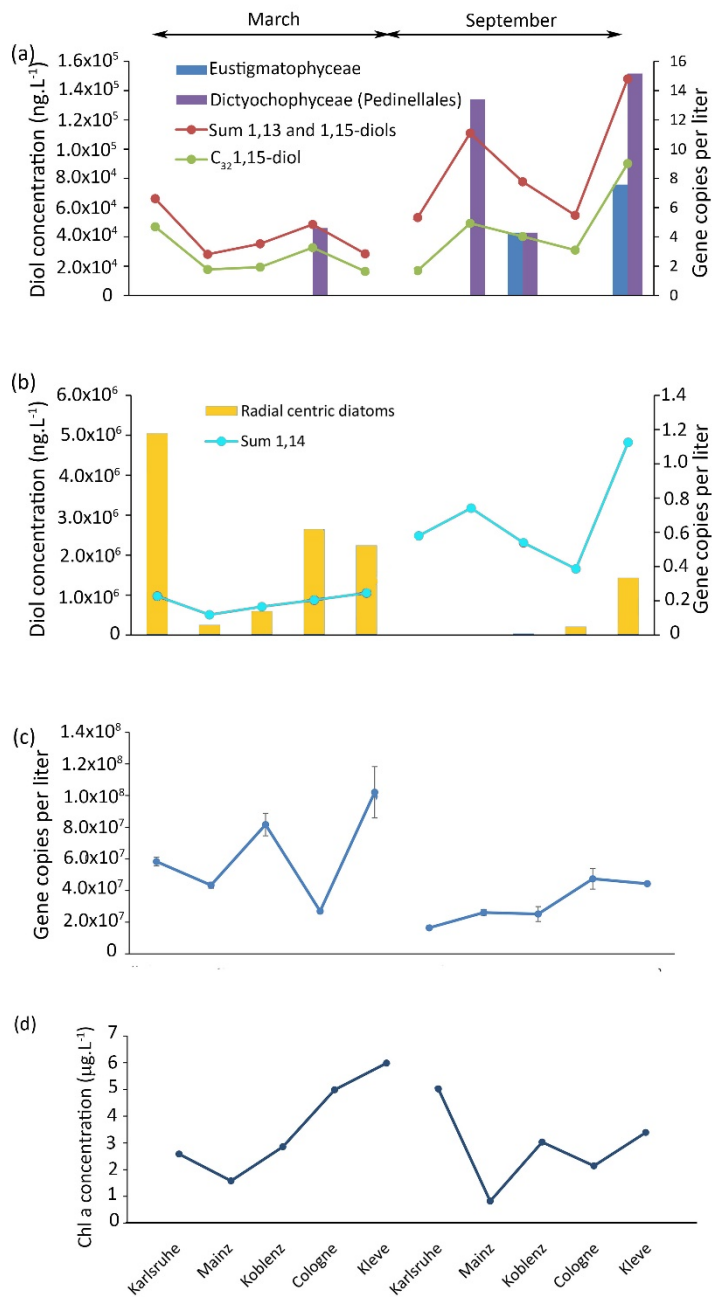 March
September
(a)
Diol concentration (ng.L⁻¹)
1.6x10⁵
1.4x10⁵
1.2x10⁵
1.0x10⁵
8.0x10⁴
6.0x10⁴
4.0x10⁴
2.0x10⁴
0
Eustigmatophyceae
Dictyochophyceae (Pedinellales)
Sum 1,13 and 1,15-diols
C₃₂1,15-diol
16
14
12
10
8
6
4
2
0
Gene copies per liter
(b)
Diol concentration (ng.L⁻¹)
6.0x10⁶
5.0x10⁶
4.0x10⁶
3.0x10⁶
2.0x10⁶
1.0x10⁶
0
Radial centric diatoms
Sum 1,14
1.4
1.2
1.0
0.8
0.6
0.4
0.2
0
Gene copies per liter
(c)
Gene copies per liter
1.4x10⁸
1.2x10⁸
1.0x10⁸
8.0x10⁷
6.0x10⁷
4.0x10⁷
2.0x10⁷
0
(d)
Chl a concentration (µg.L⁻¹)
7
6
5
4
3
2
1
0
Karlsruhe
Mainz
Koblenz
Cologne
Kleve
Karlsruhe
Mainz
Koblenz
Cologne
Kleve